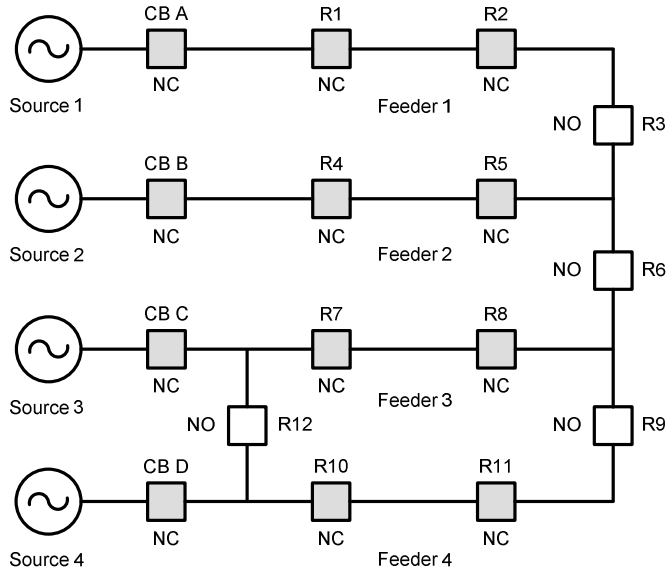 CB A R1 R2
NC NC NC
Source 1 Feeder 1
NO R3
CB B R4 R5
NC NC NC
Source 2 Feeder 2
NO R6
CB C R7 R8
NC NC NC
Source 3 Feeder 3
NO R12 NO R9
CB D R10 R11
NC NC NC
Source 4 Feeder 4